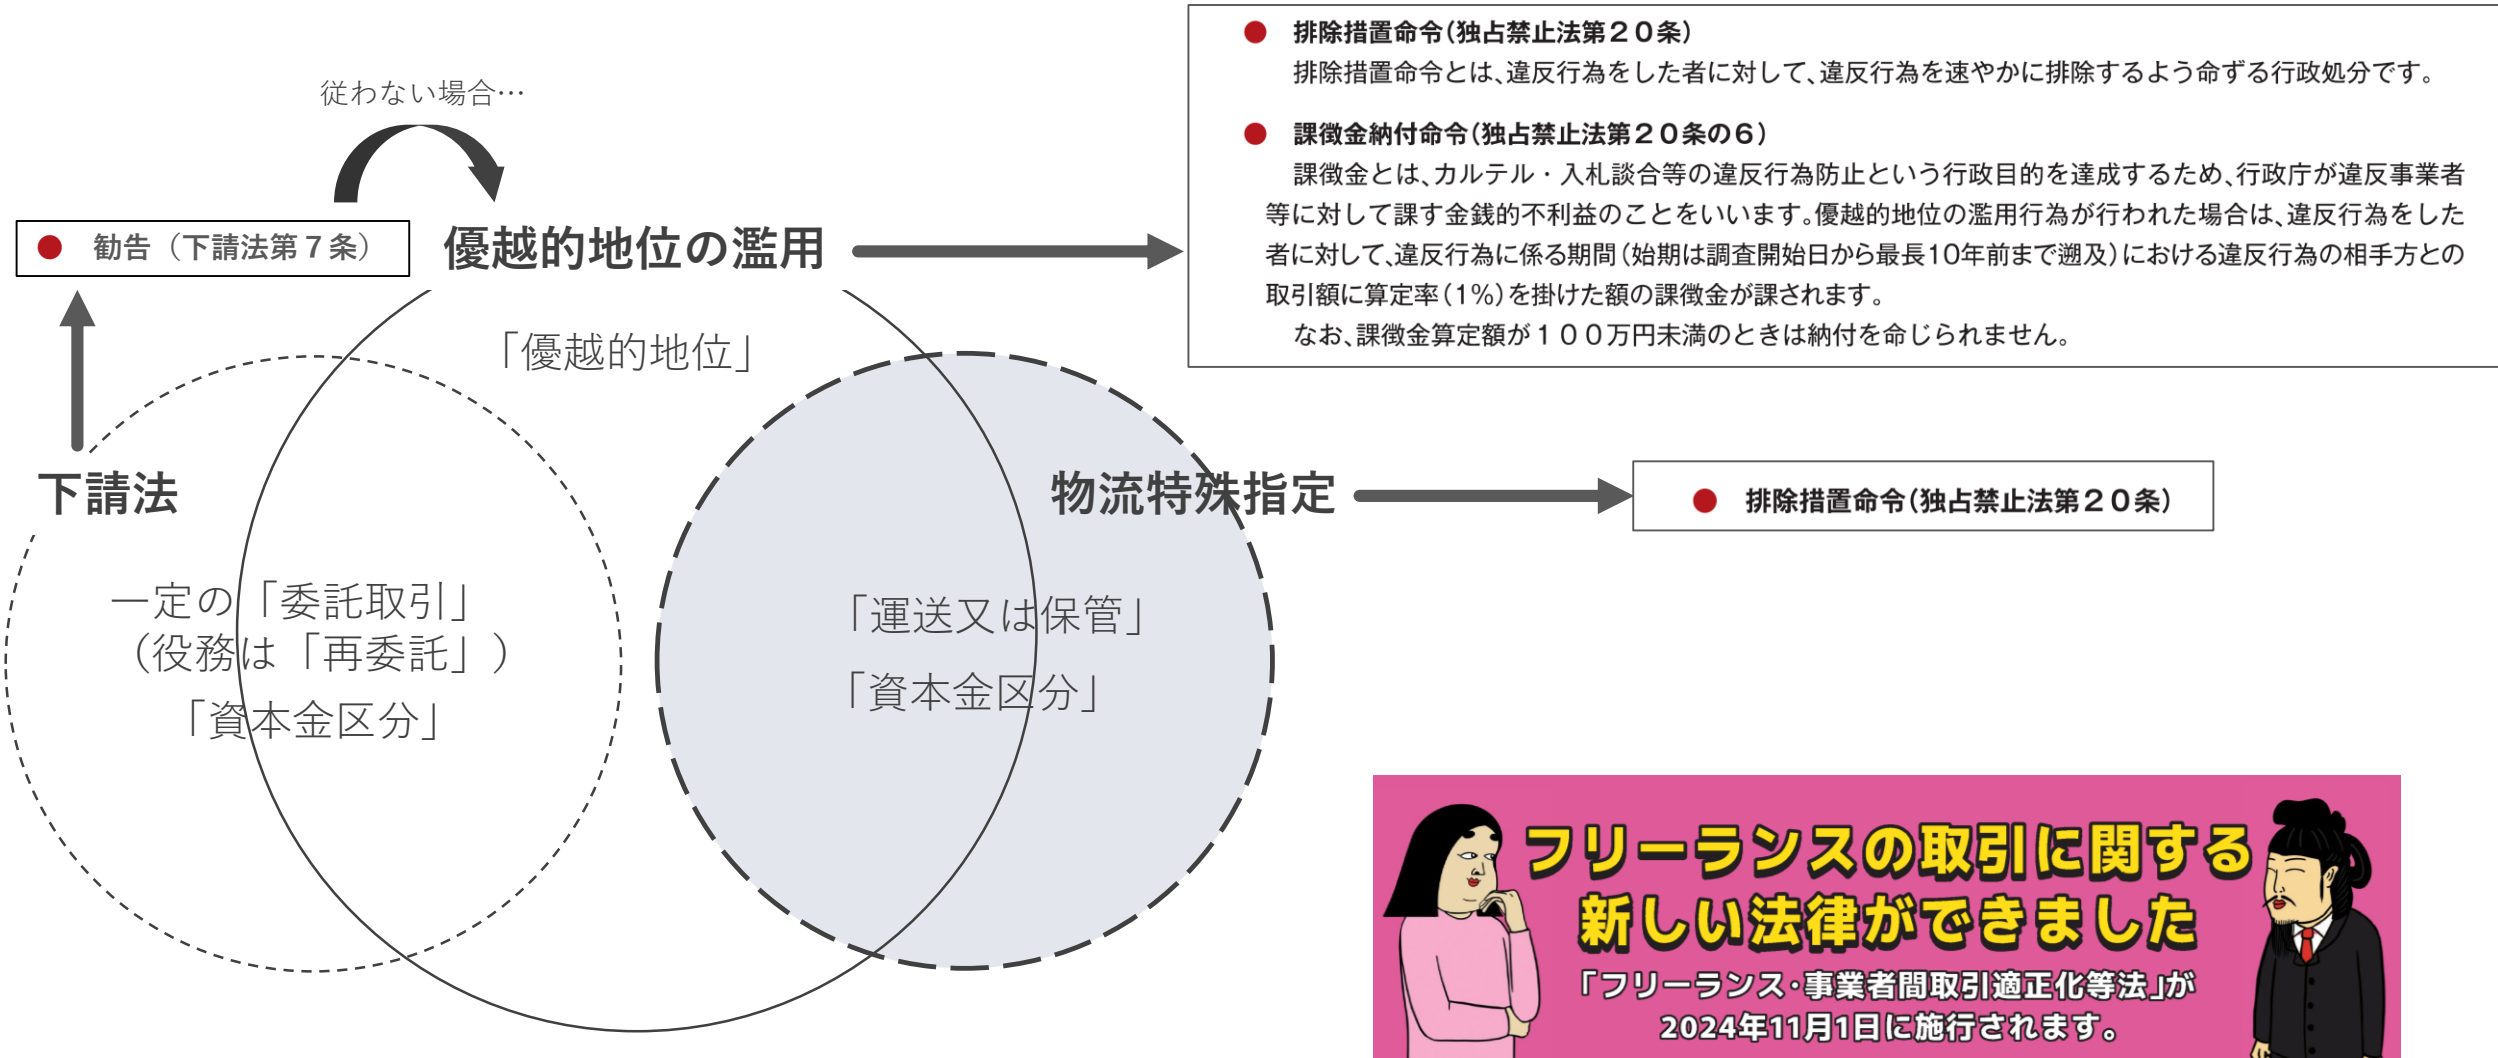 従わない場合…
● 勧告（下請法第７条）
優越的地位の濫用
「優越的地位」
下請法
一定の「委託取引」
（役務は「再委託」）
「資本金区分」
物流特殊指定
「運送又は保管」
「資本金区分」
● 排除措置命令（独占禁止法第２０条）
排除措置命令とは、違反行為をした者に対して、違反行為を速やかに排除するよう命ずる行政処分です。
● 課徴金納付命令（独占禁止法第２０条の６）
課徴金とは、カルテル・入札談合等の違反行為防止という行政目的を達成するため、行政庁が違反事業者
等に対して課す金銭的不利益のことをいいます。優越的地位の濫用行為が行われた場合は、違反行為をした
者に対して、違反行為に係る期間（始期は調査開始日から最長10年前まで遡及）における違反行為の相手方との
取引額に算定率（1％）を掛けた額の課徴金が課されます。
なお、課徴金算定額が１００万円未満のときは納付を命じられません。
● 排除措置命令（独占禁止法第２０条）
フリーランスの取引に関する
新しい法律ができました
「フリーランス・事業者間取引適正化等法」が
2024年11月1日に施行されます。